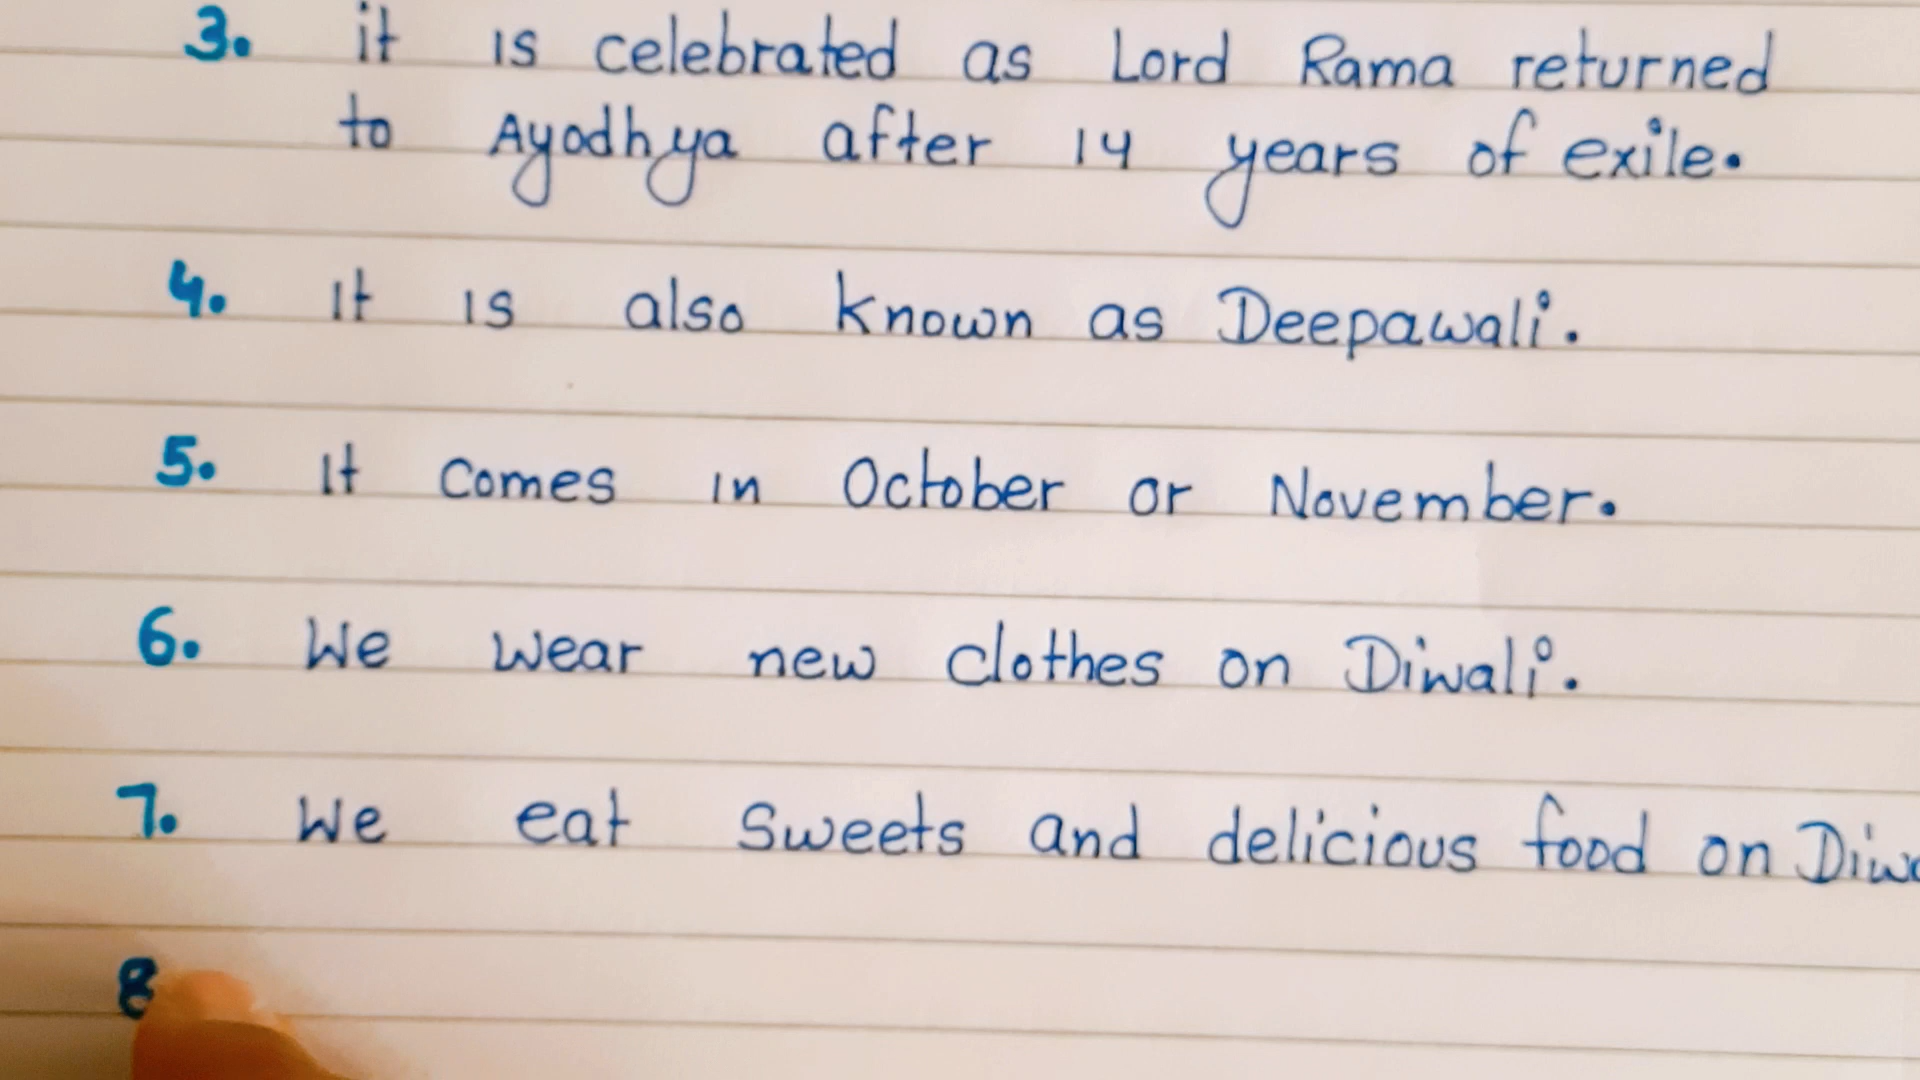 3. it is celebrated as Lord Rama returned
to Ayodhya after 14 years of exile.
4. It is also known as Deepawali.
5. It comes in October or November.
6. We wear new clothes on Diwali.
7. We eat sweets and delicious food on
8